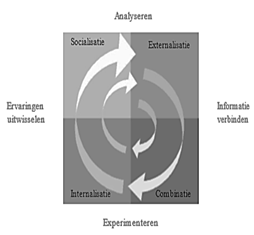 Analyseren
Socialisatie
Externalisatie
Ervaringen
uitwisselen
Informatie
verbinden
Internalisatie
Combinatie
Experimenteren